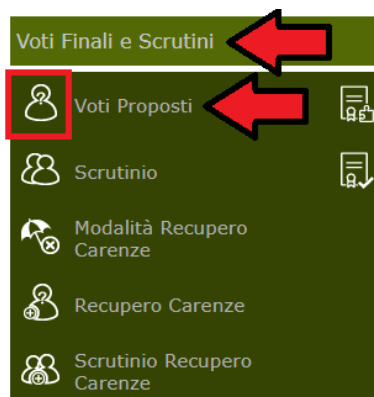 Voti Finali e Scrutini
Voti Proposti
Scrutinio
Modalità Recupero
Carenze
Recupero Carenze
Scrutinio Recupero
Carenze